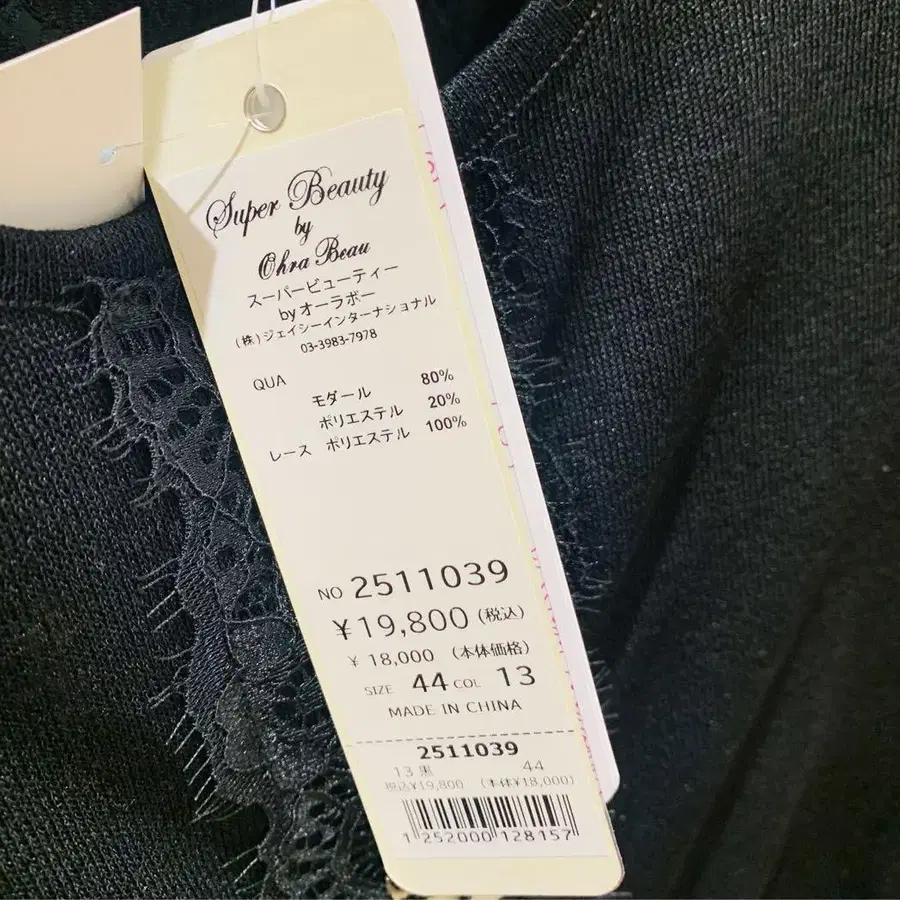 Super Beauty
by
Ohra Beau
スーパービューティー
byオーラボー
(株)ジェイシーインターナショナル
03-3983-7978
QUA
モダール 80%
ポリエステル 20%
レース ポリエステル 100%
NO 2511039
¥19,800 (税込)
¥ 18,000 (本体価格)
SIZE 44 COL 13
MADE IN CHINA
2511039
13 黒 44
税込¥19,800 (本体¥18,000)
1 252000 128157